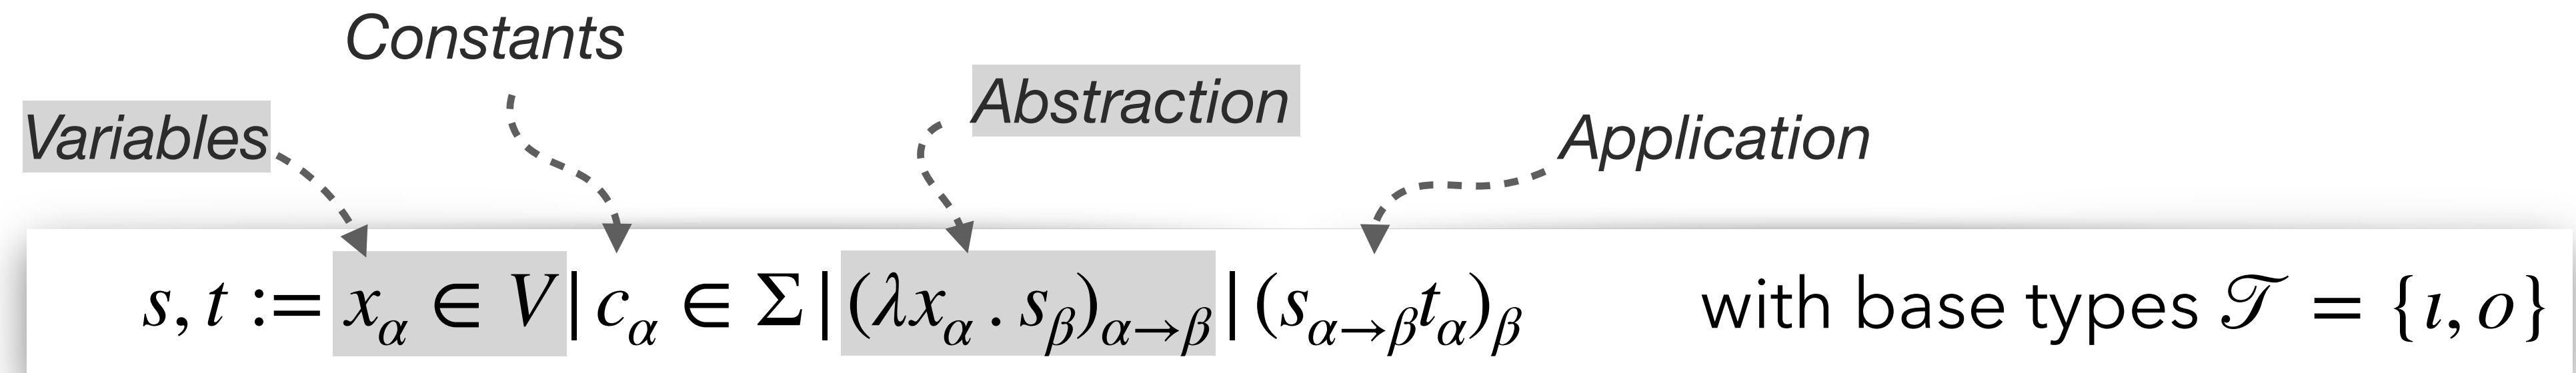 Constants
Abstraction
Variables
Application
s, t := x_α ∈ V | c_α ∈ Σ | (λx_α . s_β)_{α→β} | (s_{α→β} t_α)_β with base types 𝒯 = {ι, o}